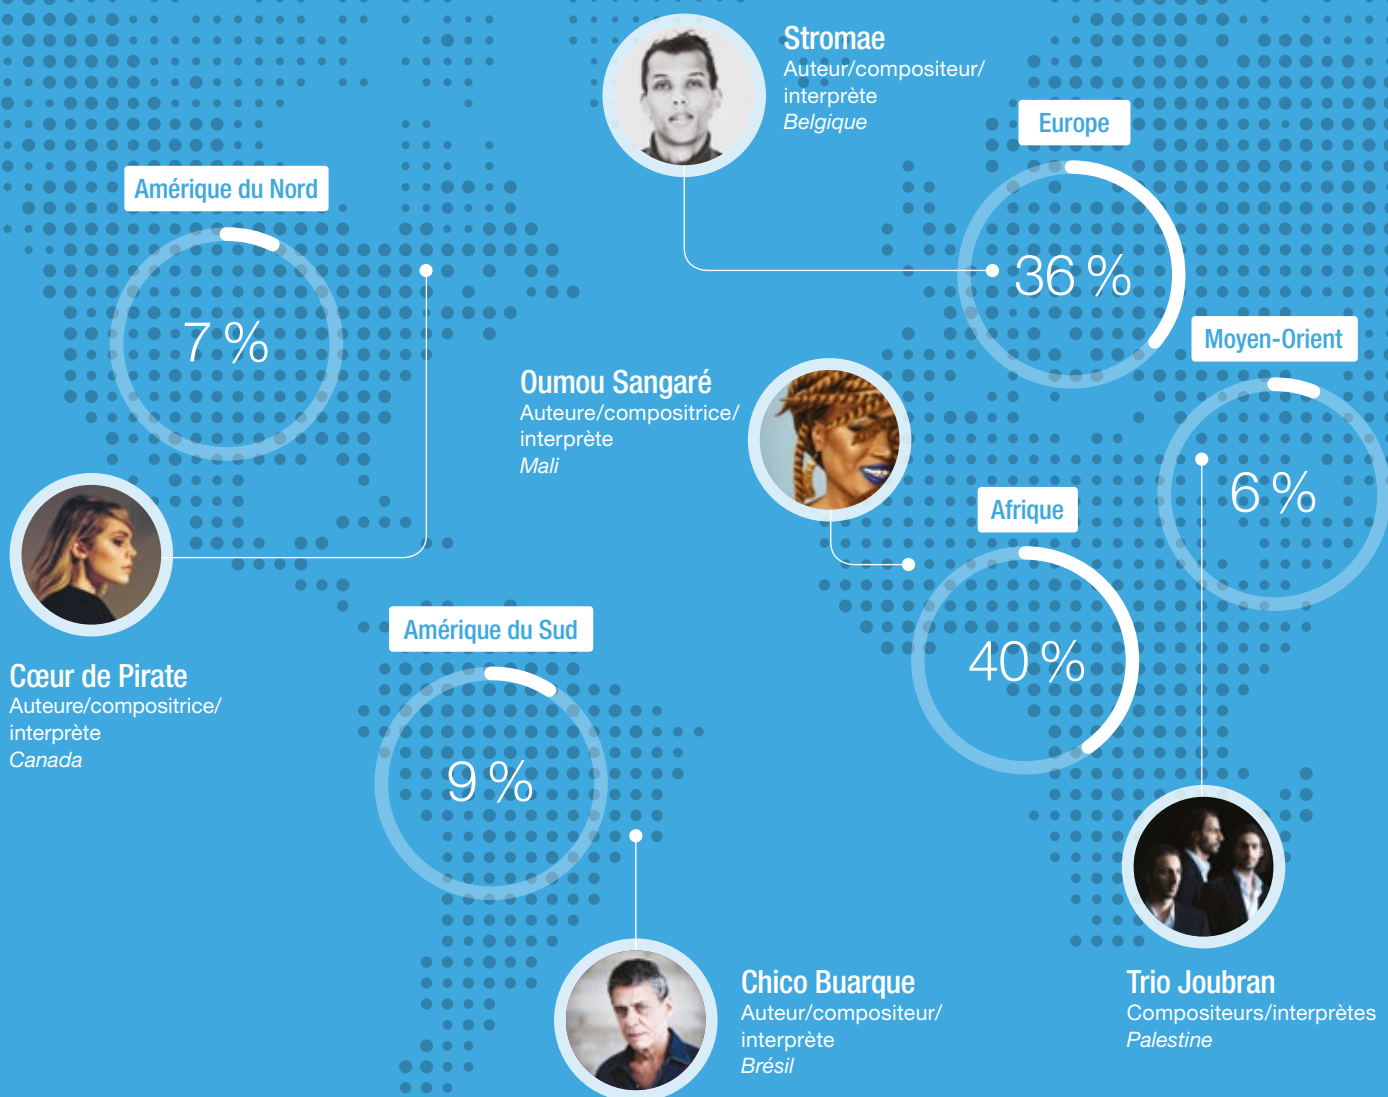 Stromae
Auteur/compositeur/
interprète
Belgique
Europe
36 %
Amérique du Nord
7 %
Moyen-Orient
6 %
Oumou Sangaré
Auteure/compositrice/
interprète
Mali
Afrique
40 %
Cœur de Pirate
Auteure/compositrice/
interprète
Canada
Amérique du Sud
9 %
Chico Buarque
Auteur/compositeur/
interprète
Brésil
Trio Joubran
Compositeurs/interprètes
Palestine